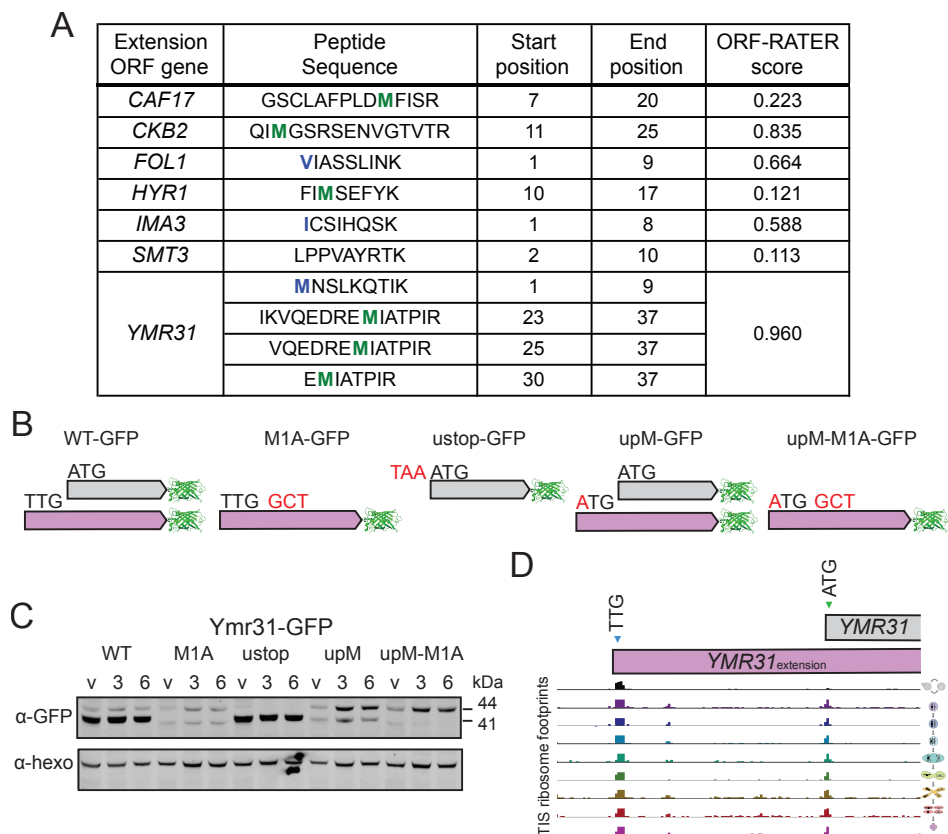 A
Extension ORF gene | Peptide Sequence | Start position | End position | ORF-RATER score
CAF17 | GSCLAFPLDMFISR | 7 | 20 | 0.223
CKB2 | QIMGSRSENVGTVTR | 11 | 25 | 0.835
FOL1 | VIASSLINK | 1 | 9 | 0.664
HYR1 | FIMSEFYK | 10 | 17 | 0.121
IMA3 | ICSIHQSK | 1 | 8 | 0.588
SMT3 | LPPVAYRTK | 2 | 10 | 0.113
YMR31 | MNSLKQTIK | 1 | 9 | 0.960
IKVQEDREMIATPIR | 23 | 37
VQEDREMIATPIR | 25 | 37
EMIATPIR | 30 | 37
B
WT-GFP M1A-GFP ustop-GFP upM-GFP upM-M1A-GFP
ATG TAA ATG ATG
TTG TTG GCT ATG ATG GCT
C
Ymr31-GFP
WT M1A ustop upM upM-M1A
v 3 6 v 3 6 v 3 6 v 3 6 v 3 6 kDa
α-GFP 44
41
α-hexo
D
TTG ATG
YMR31
YMR31extension
TIS ribosome footprints